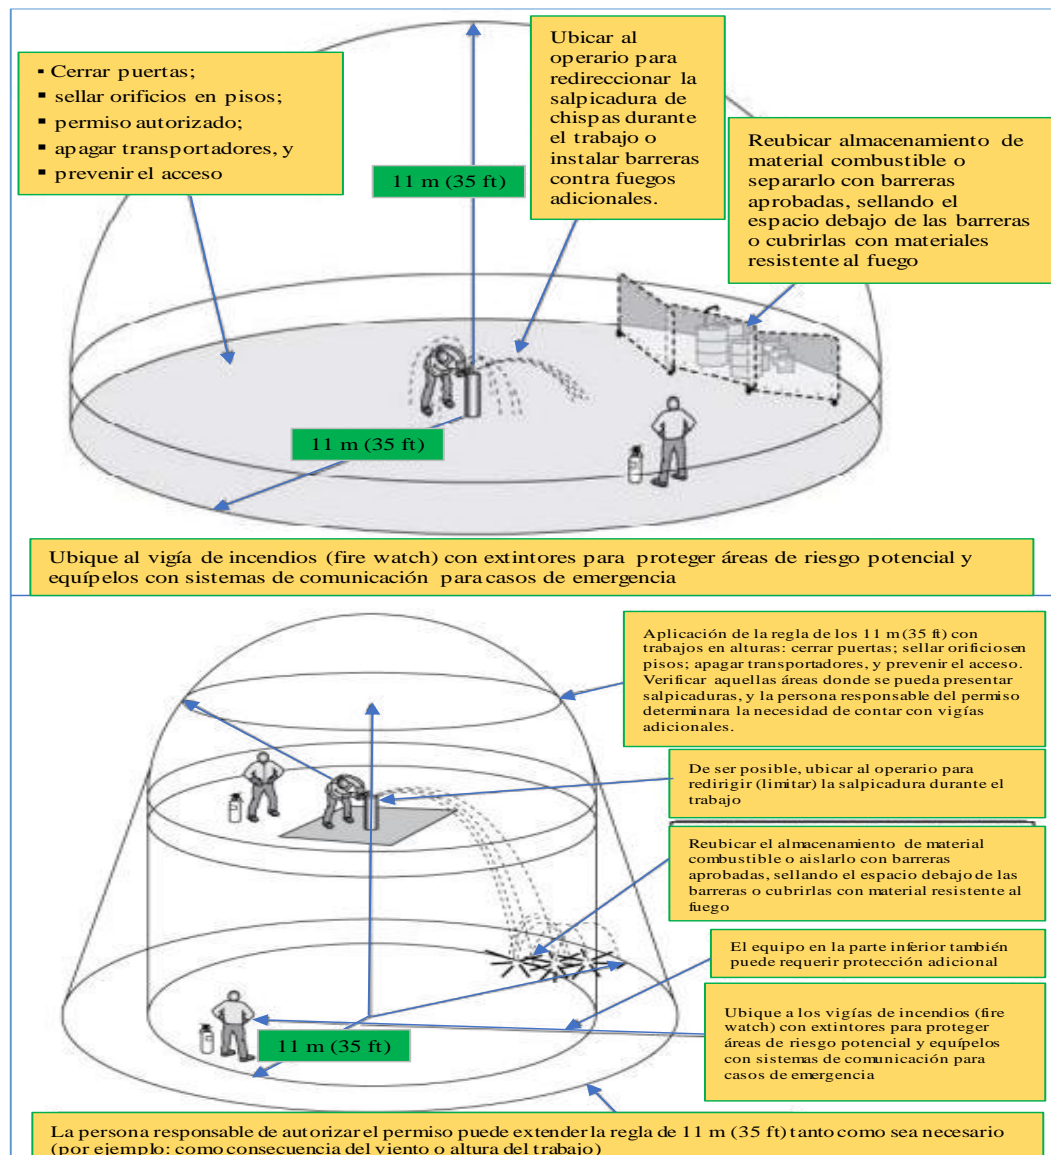 ▪ Cerrar puertas;
▪ sellar orificios en pisos;
▪ permiso autorizado;
▪ apagar transportadores, y
▪ prevenir el acceso
11 m (35 ft)
Ubicar al
operario para
redireccionar la
salpicadura de
chispas durante
el trabajo o
instalar barreras
contra fuegos
adicionales.
Reubicar almacenamiento de
material combustible o
separarlo con barreras
aprobadas, sellando el
espacio debajo de las barreras
o cubrirlas con materiales
resistente al fuego
11 m (35 ft)
Ubique al vigía de incendios (fire watch) con extintores para proteger áreas de riesgo potencial y
equípelos con sistemas de comunicación para casos de emergencia
Aplicación de la regla de los 11 m (35 ft) con
trabajos en alturas: cerrar puertas; sellar orificios en
pisos; apagar transportadores, y prevenir el acceso.
Verificar aquellas áreas donde se pueda presentar
salpicaduras, y la persona responsable del permiso
determinara la necesidad de contar con vigías
adicionales.
De ser posible, ubicar al operario para
redirigir (limitar) la salpicadura durante el
trabajo
Reubicar el almacenamiento de material
combustible o aislarlo con barreras
aprobadas, sellando el espacio debajo de las
barreras o cubrirlas con material resistente al
fuego
El equipo en la parte inferior también
puede requerir protección adicional
Ubique a los vigías de incendios (fire
watch) con extintores para proteger
áreas de riesgo potencial y equípelos
con sistemas de comunicación para
casos de emergencia
11 m (35 ft)
La persona responsable de autorizar el permiso puede extender la regla de 11 m (35 ft) tanto como sea necesario
(por ejemplo: como consecuencia del viento o altura del trabajo)